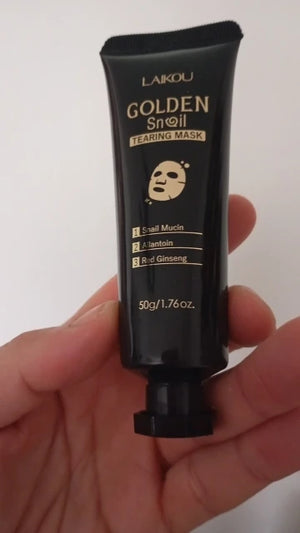 LAIKOU
GOLDEN
Snail
TEARING MASK
1 Snail Mucin
2 Allantoin
3 Red Ginseng
50g/1.76oz.